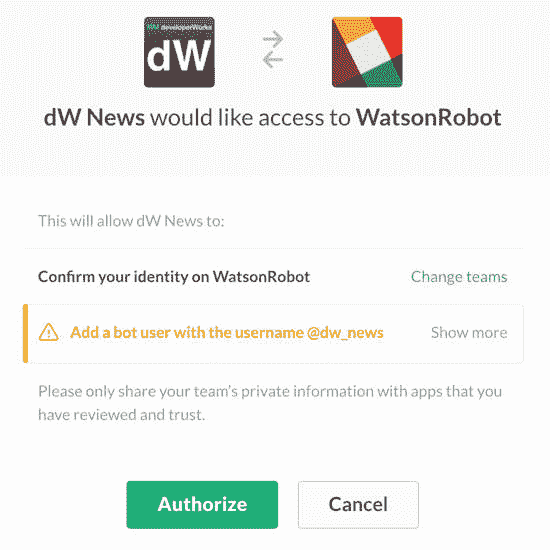 IBM developerWorks
dW
dW News would like access to WatsonRobot
This will allow dW News to:
Confirm your identity on WatsonRobot
Change teams
Add a bot user with the username @dw_news
Show more
Please only share your team's private information with apps that you
have reviewed and trust.
Authorize
Cancel